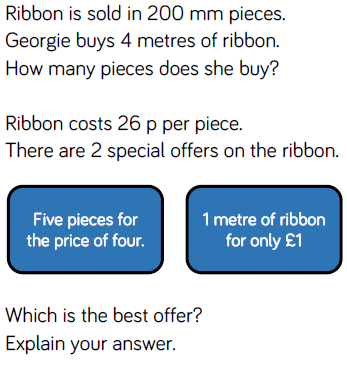 Ribbon is sold in 200 mm pieces.
Georgie buys 4 metres of ribbon.
How many pieces does she buy?
Ribbon costs 26 p per piece.
There are 2 special offers on the ribbon.
Five pieces for
the price of four.
1 metre of ribbon
for only £1
Which is the best offer?
Explain your answer.